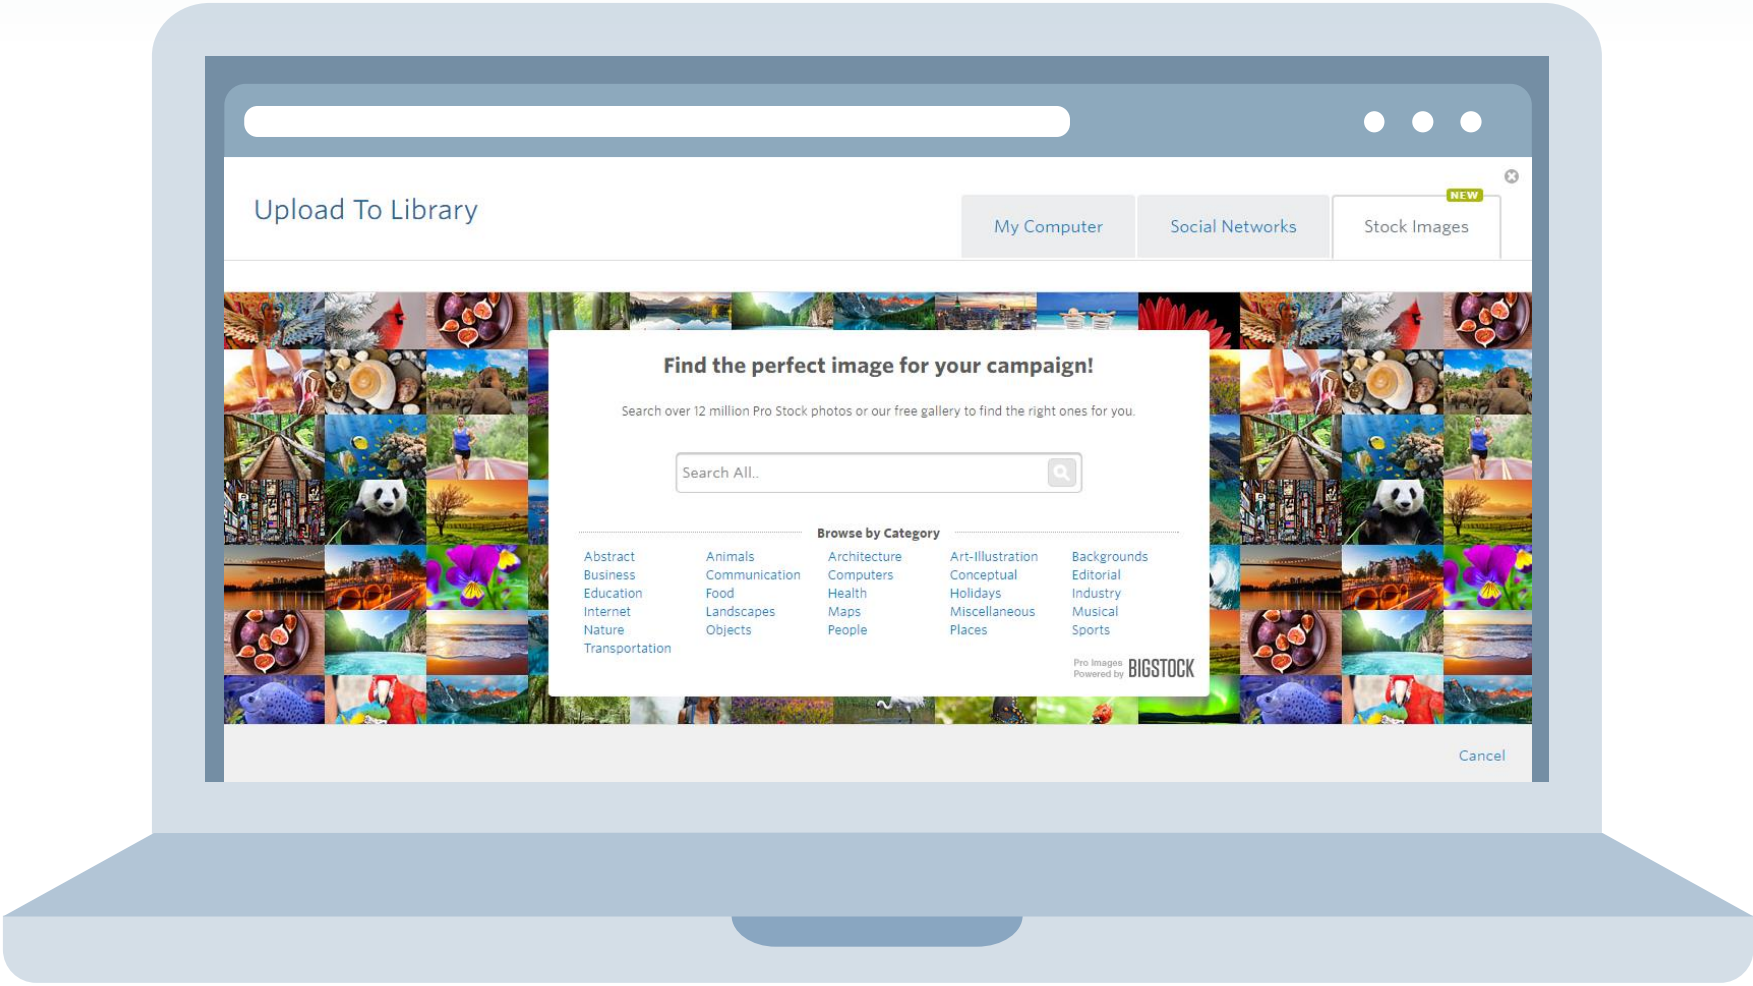 Upload To Library
My Computer
Social Networks
NEW
Stock Images
Find the perfect image for your campaign!
Search over 12 million Pro Stock photos or our free gallery to find the right ones for you.
Search All..
Browse by Category
Abstract Animals Architecture Art-Illustration Backgrounds
Business Communication Computers Conceptual Editorial
Education Food Health Holidays Industry
Internet Landscapes Maps Miscellaneous Musical
Nature Objects People Places Sports
Transportation
Pro Images
Powered by BIGSTOCK
Cancel